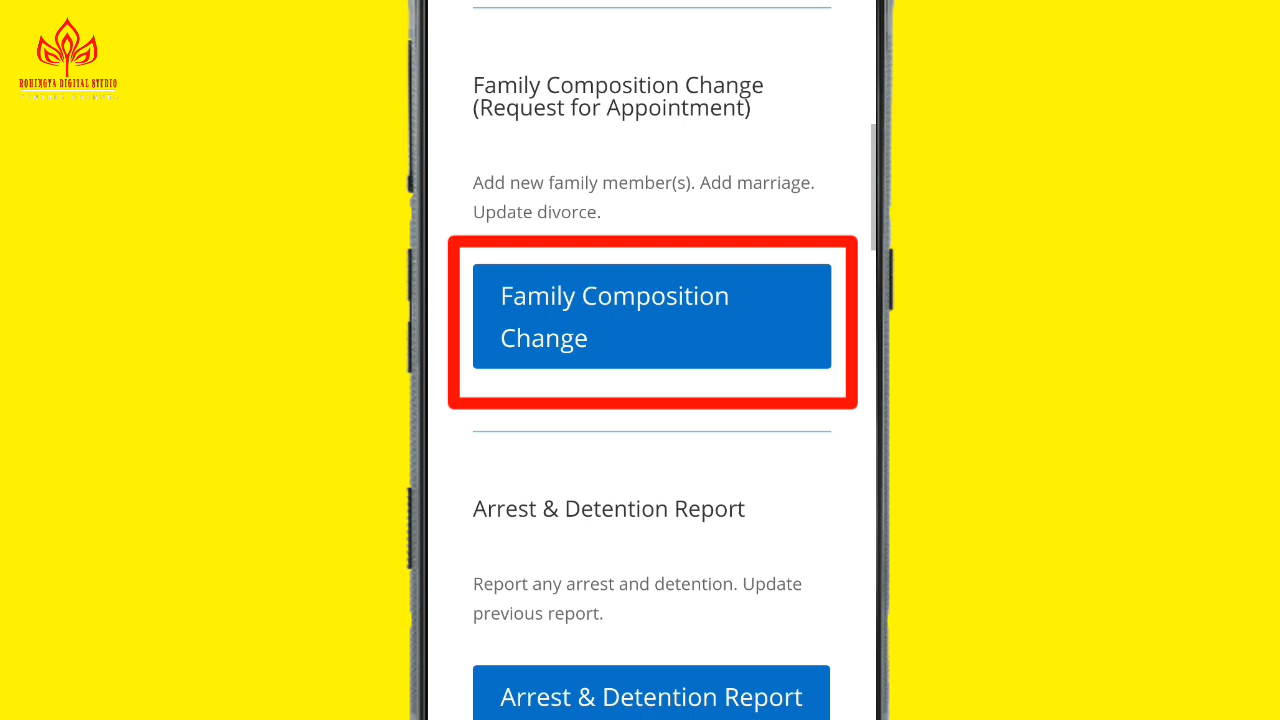 ROHINGYA DIGITAL STUDIO
Family Composition Change
(Request for Appointment)
Add new family member(s). Add marriage.
Update divorce.
Family Composition
Change
Arrest & Detention Report
Report any arrest and detention. Update
previous report.
Arrest & Detention Report